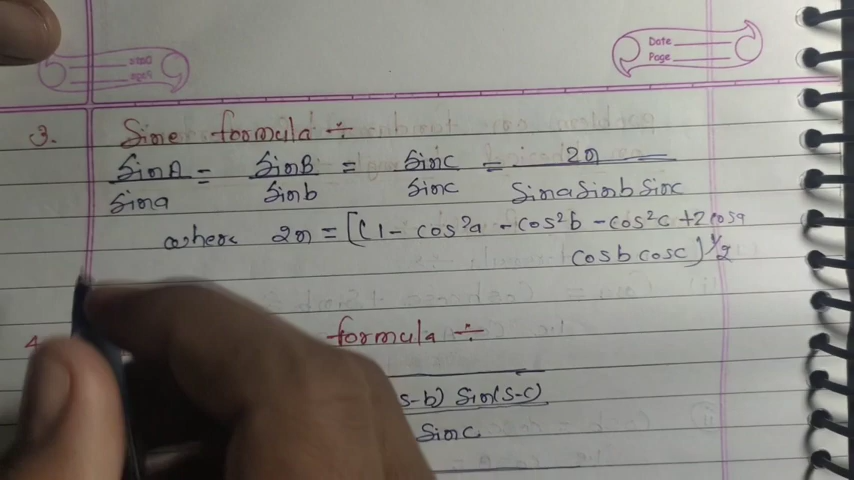 Date
Page
3. Sine formula ÷
SinA/Sina = SinB/Sinb = SinC/Sinc = 2n/Sina Sinb Sinc
where 2n = [(1 - cos²a - cos²b - cos²c + 2cosa
cosb cosc)^1/2
4. formula ÷
s-b) Sin(s-c)
Sinc